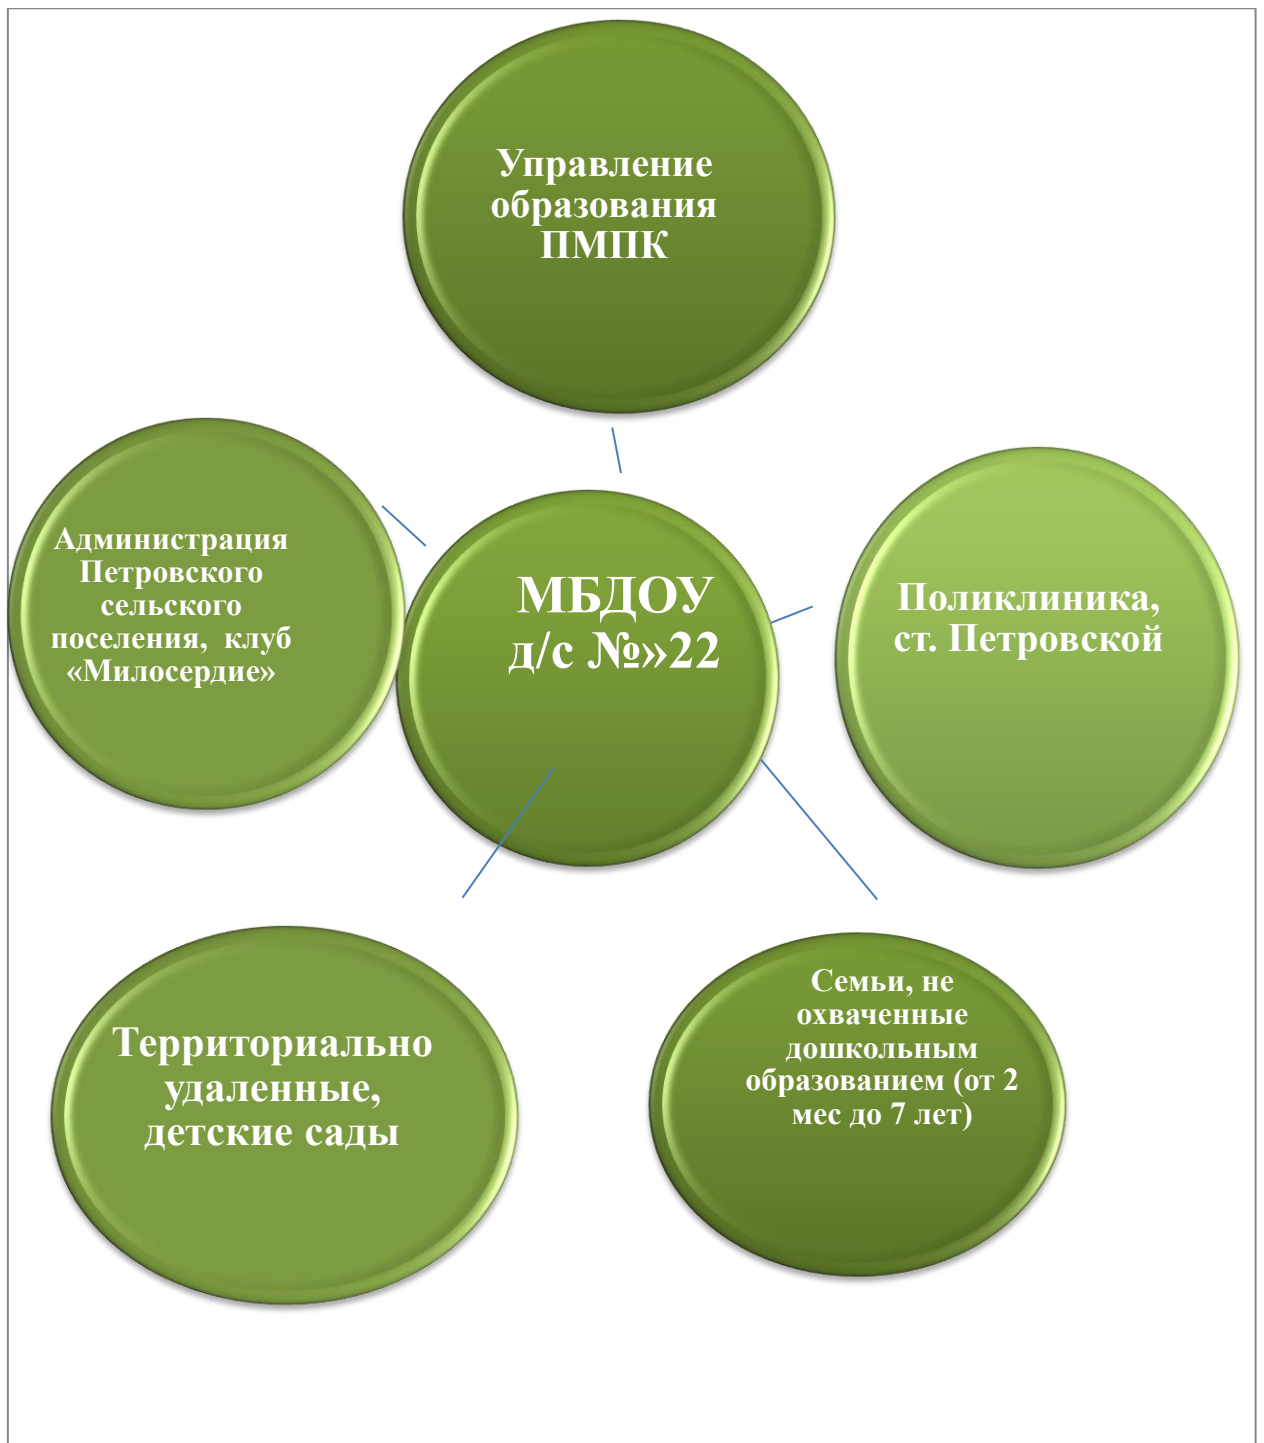 Управление
образования
ПМПК
Администрация
Петровского
сельского
поселения, клуб
«Милосердие»
МБДОУ
д/с №»22
Поликлиника,
ст. Петровской
Территориально
удаленные,
детские сады
Семьи, не
охваченные
дошкольным
образованием (от 2
мес до 7 лет)